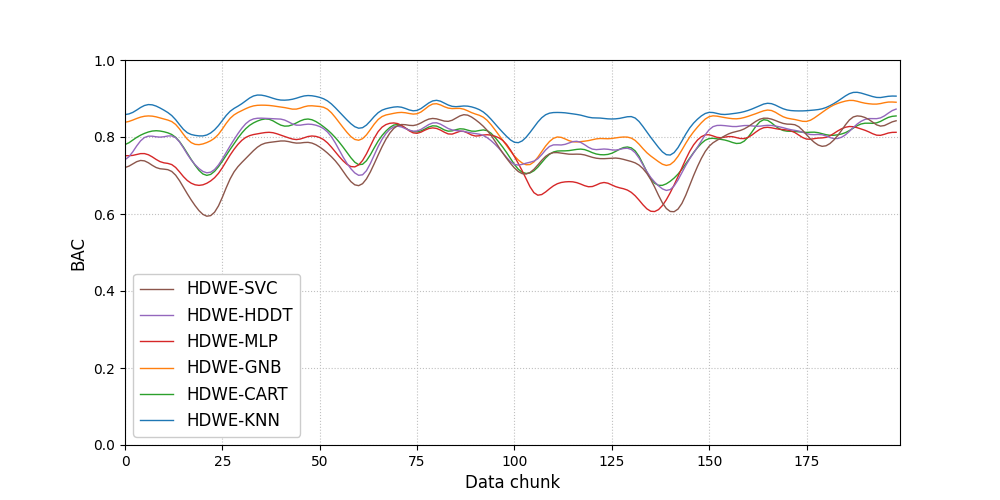 1.0
0.8
0.6
0.4
0.2
0.0
BAC
HDWE-SVC
HDWE-HDDT
HDWE-MLP
HDWE-GNB
HDWE-CART
HDWE-KNN
0 25 50 75 100 125 150 175
Data chunk